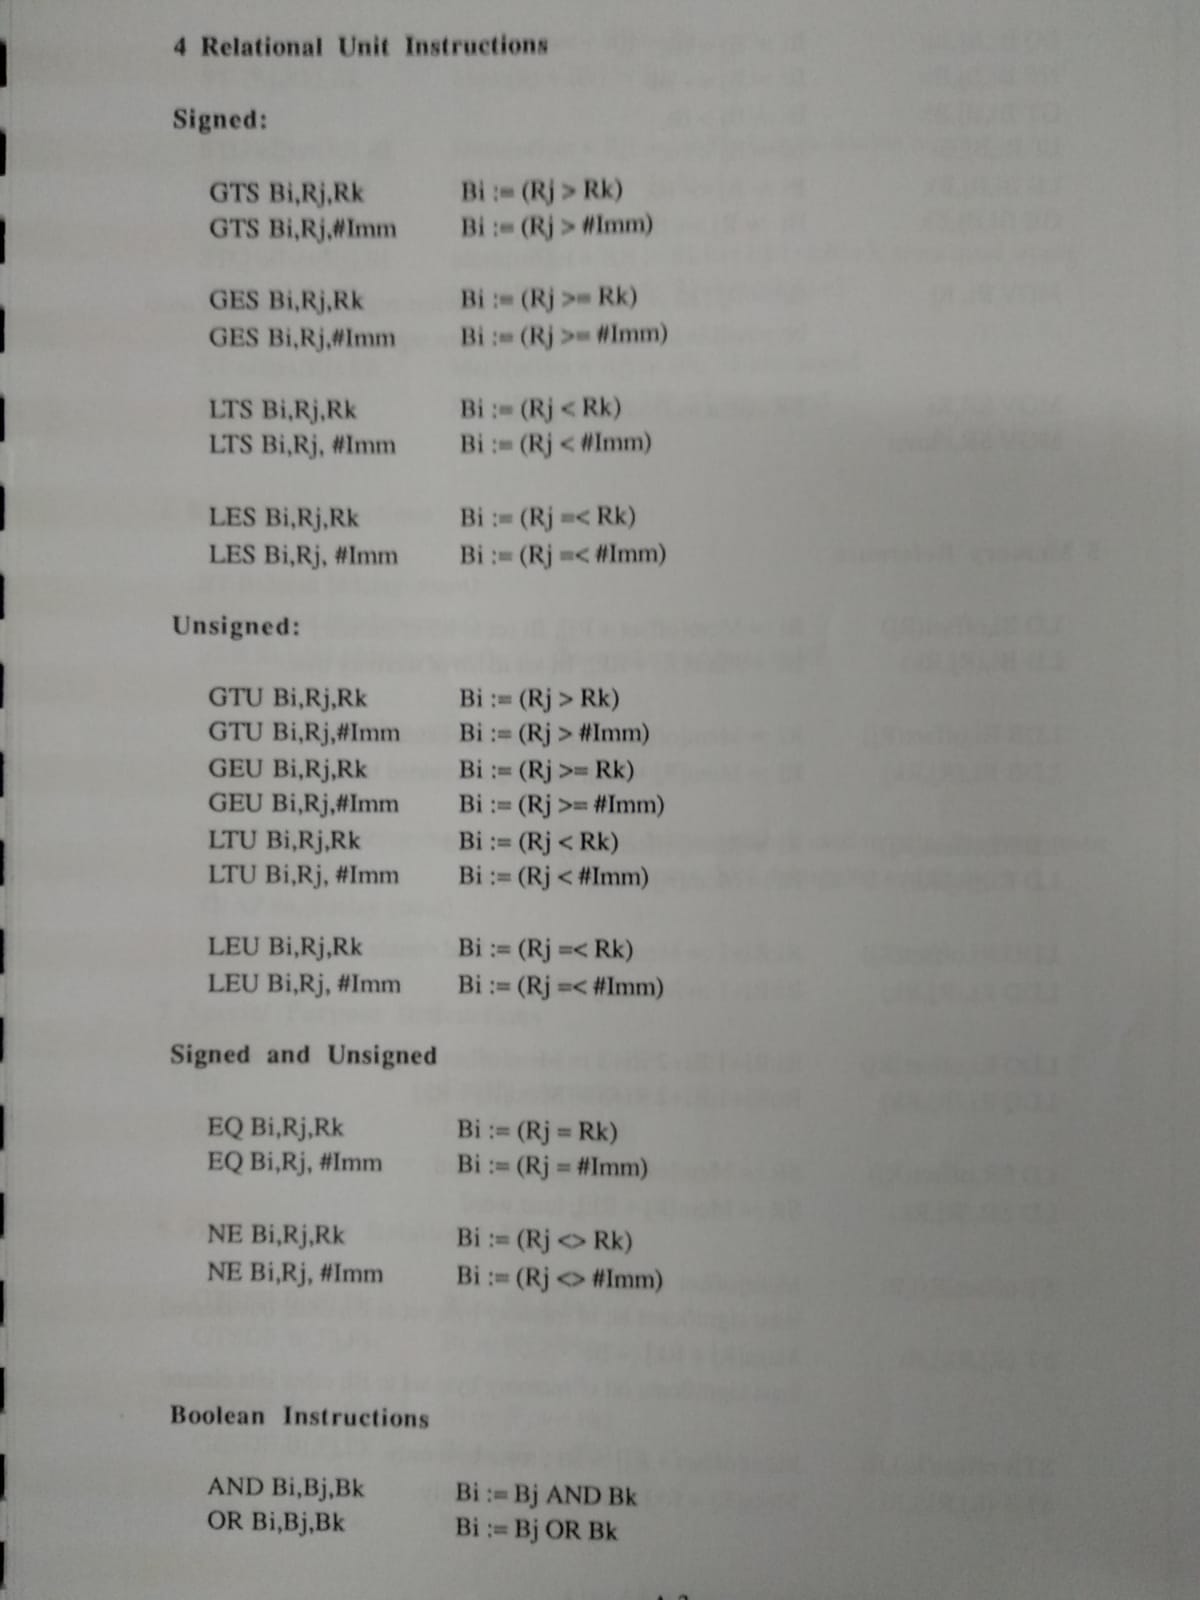 4 Relational Unit Instructions
Signed:
GTS Bi,Rj,Rk Bi := (Rj > Rk)
GTS Bi,Rj,#Imm Bi := (Rj > #Imm)
GES Bi,Rj,Rk Bi := (Rj >= Rk)
GES Bi,Rj,#Imm Bi := (Rj >= #Imm)
LTS Bi,Rj,Rk Bi := (Rj < Rk)
LTS Bi,Rj, #Imm Bi := (Rj < #Imm)
LES Bi,Rj,Rk Bi := (Rj =< Rk)
LES Bi,Rj, #Imm Bi := (Rj =< #Imm)
Unsigned:
GTU Bi,Rj,Rk Bi := (Rj > Rk)
GTU Bi,Rj,#Imm Bi := (Rj > #Imm)
GEU Bi,Rj,Rk Bi := (Rj >= Rk)
GEU Bi,Rj,#Imm Bi := (Rj >= #Imm)
LTU Bi,Rj,Rk Bi := (Rj < Rk)
LTU Bi,Rj, #Imm Bi := (Rj < #Imm)
LEU Bi,Rj,Rk Bi := (Rj =< Rk)
LEU Bi,Rj, #Imm Bi := (Rj =< #Imm)
Signed and Unsigned
EQ Bi,Rj,Rk Bi := (Rj = Rk)
EQ Bi,Rj, #Imm Bi := (Rj = #Imm)
NE Bi,Rj,Rk Bi := (Rj <> Rk)
NE Bi,Rj, #Imm Bi := (Rj <> #Imm)
Boolean Instructions
AND Bi,Bj,Bk Bi := Bj AND Bk
OR Bi,Bj,Bk Bi := Bj OR Bk